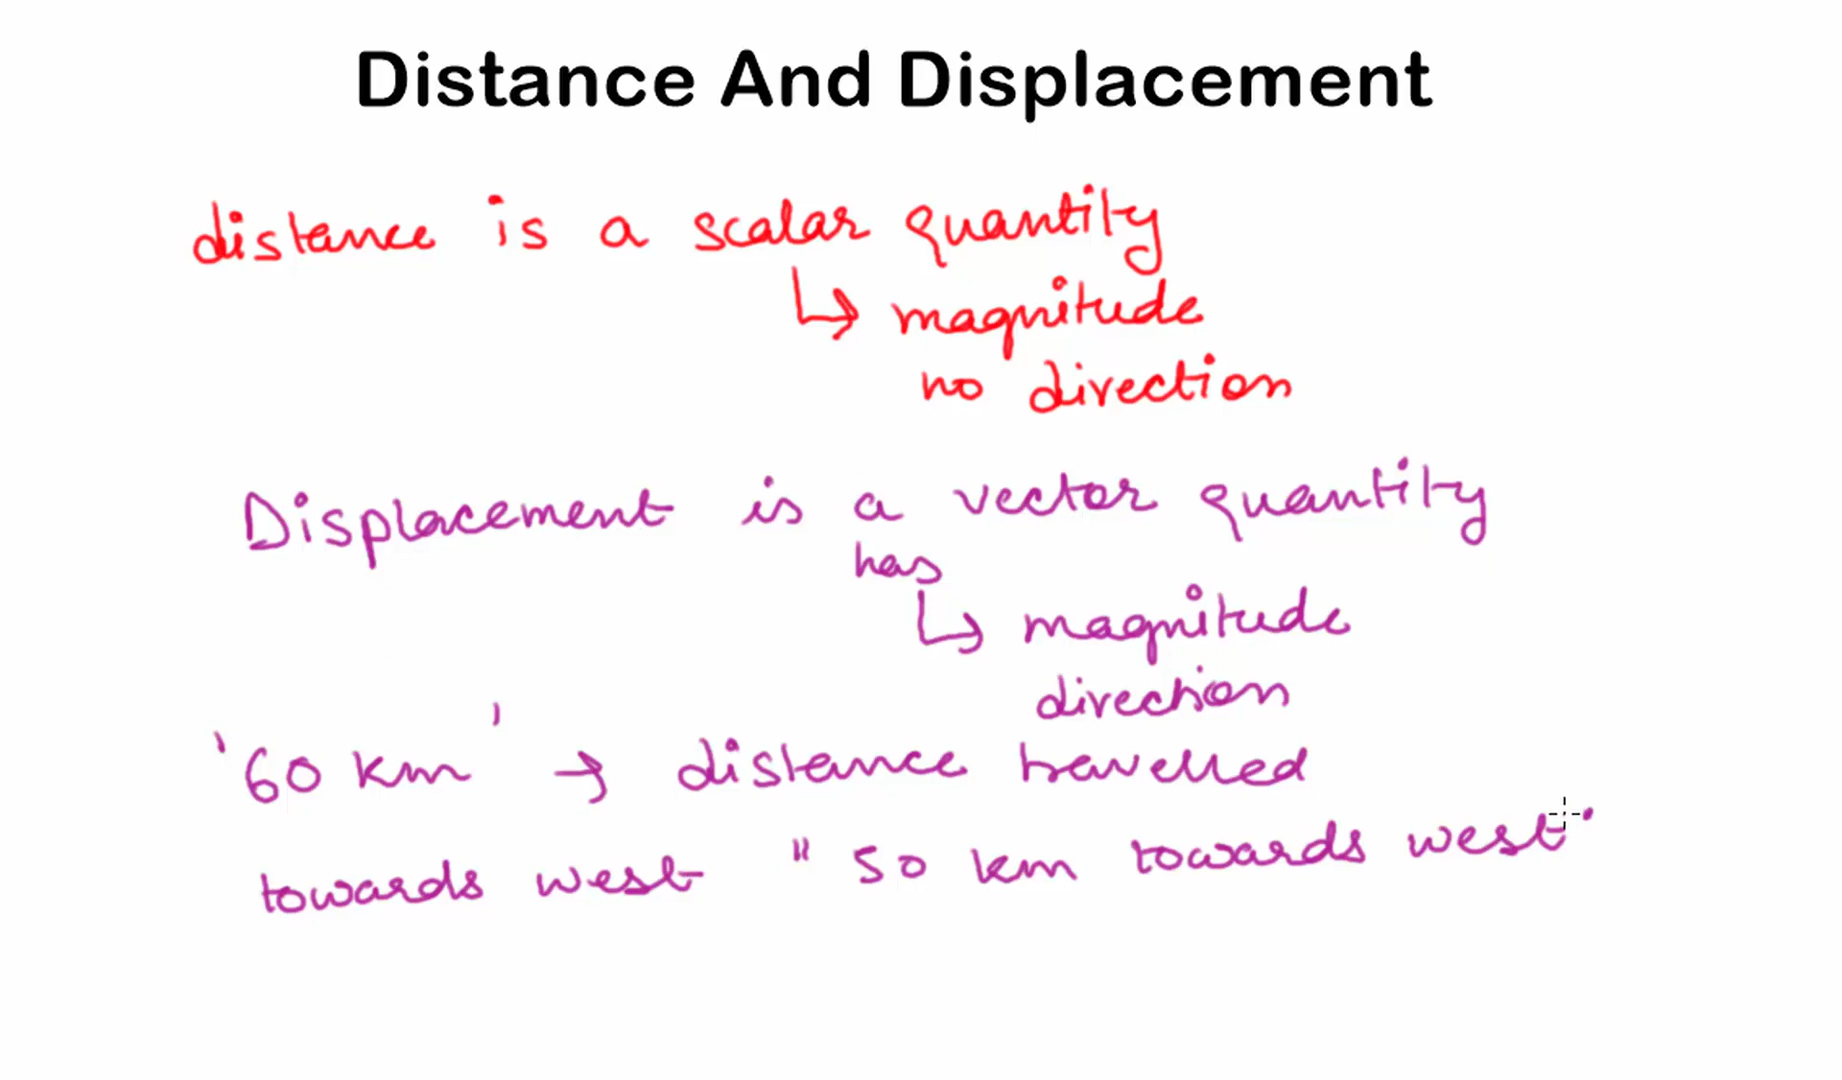 Distance And Displacement
distance is a scalar quantity
↳ magnitude
no direction
Displacement is a vector quantity
has
↳ magnitude
direction
'60 km' → distance travelled
towards west "50 km towards west"